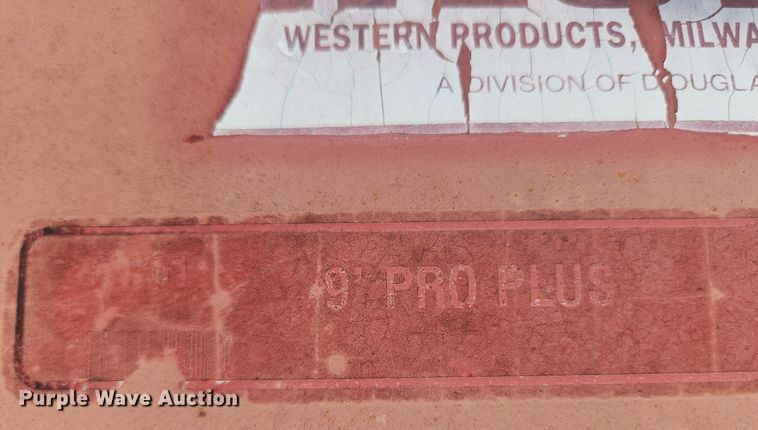 WESTERN PRODUCTS, MILWA
A DIVISION OF DOUGLA
9' PRO PLUS
Purple Wave Auction